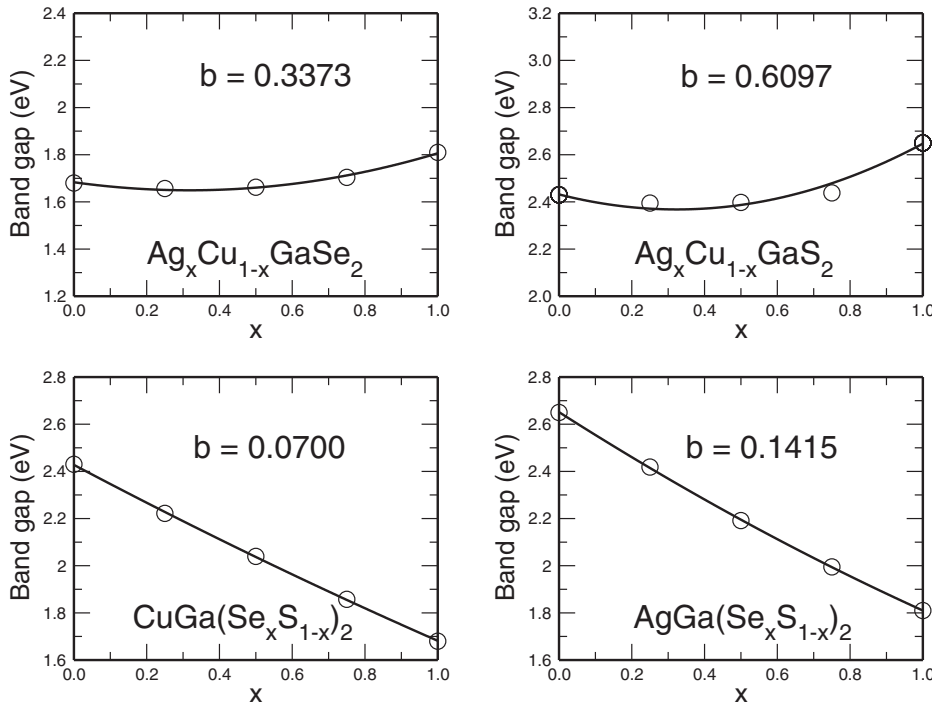 2.4
2.2
2
1.8
1.6
1.4
1.2
Band gap (eV)
b = 0.3373
AgₓCu₁₋ₓGaSe₂
0.0 0.2 0.4 0.6 0.8 1.0
x
3.2
3.0
2.8
2.6
2.4
2.2
2.0
Band gap (eV)
b = 0.6097
AgₓCu₁₋ₓGaS₂
0.0 0.2 0.4 0.6 0.8 1.0
x
2.8
2.6
2.4
2.2
2
1.8
1.6
Band gap (eV)
b = 0.0700
CuGa(SeₓS₁₋ₓ)₂
0.0 0.2 0.4 0.6 0.8 1.0
x
2.8
2.6
2.4
2.2
2
1.8
1.6
Band gap (eV)
b = 0.1415
AgGa(SeₓS₁₋ₓ)₂
0.0 0.2 0.4 0.6 0.8 1.0
x